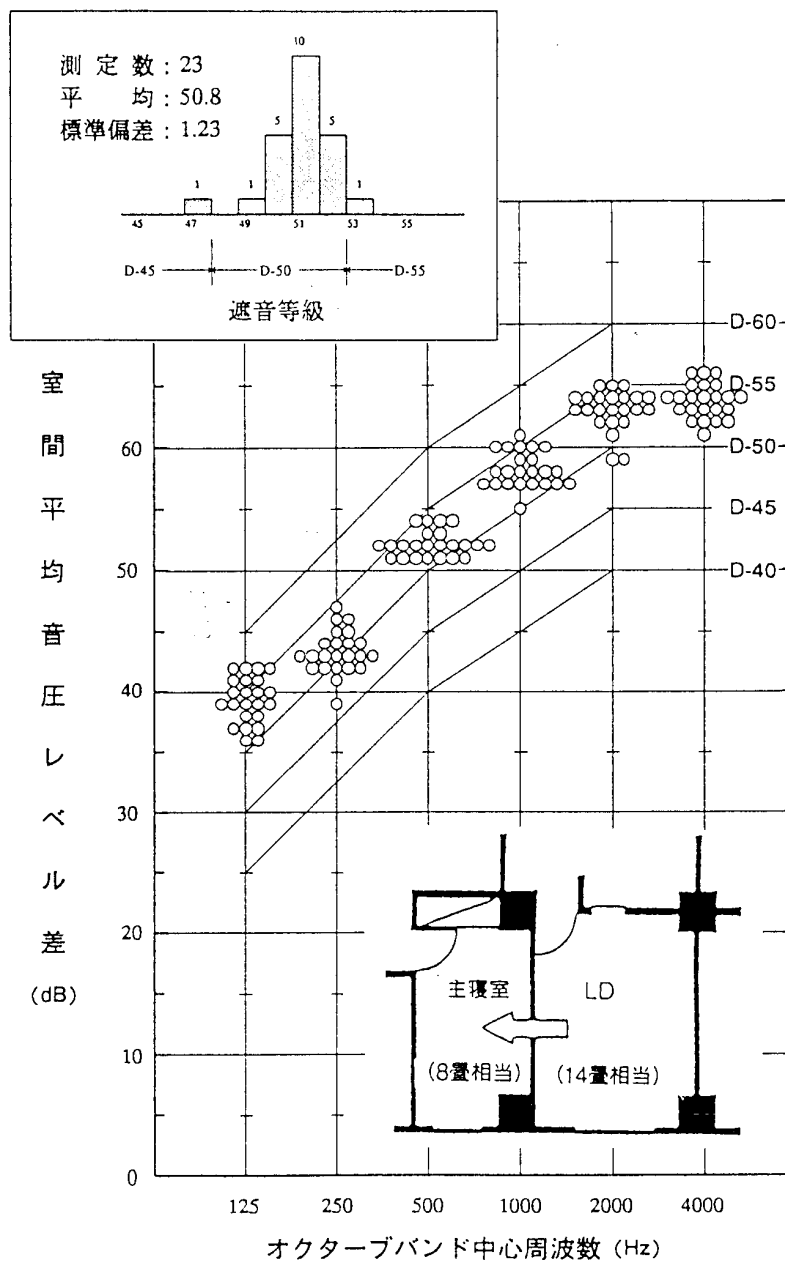 測定数：23
平均：50.8
標準偏差：1.23
10
5 5
1 1 1
45 47 49 51 53 55
D-45 D-50 D-55
遮音等級
室間平均音圧レベル差
(dB)
60
50
40
30
20
10
0
D-60
D-55
D-50
D-45
D-40
主寝室 LD
(8畳相当) (14畳相当)
125 250 500 1000 2000 4000
オクターブバンド中心周波数 (Hz)